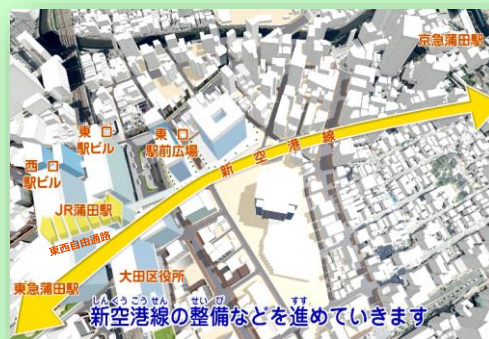 京急蒲田駅
東口
駅ビル
東口
駅前広場
新空港線
西口
駅ビル
JR蒲田駅
東西自由通路
大田区役所
東急蒲田駅
しんくうこうせん せいび すす
新空港線の整備などを進めていきます